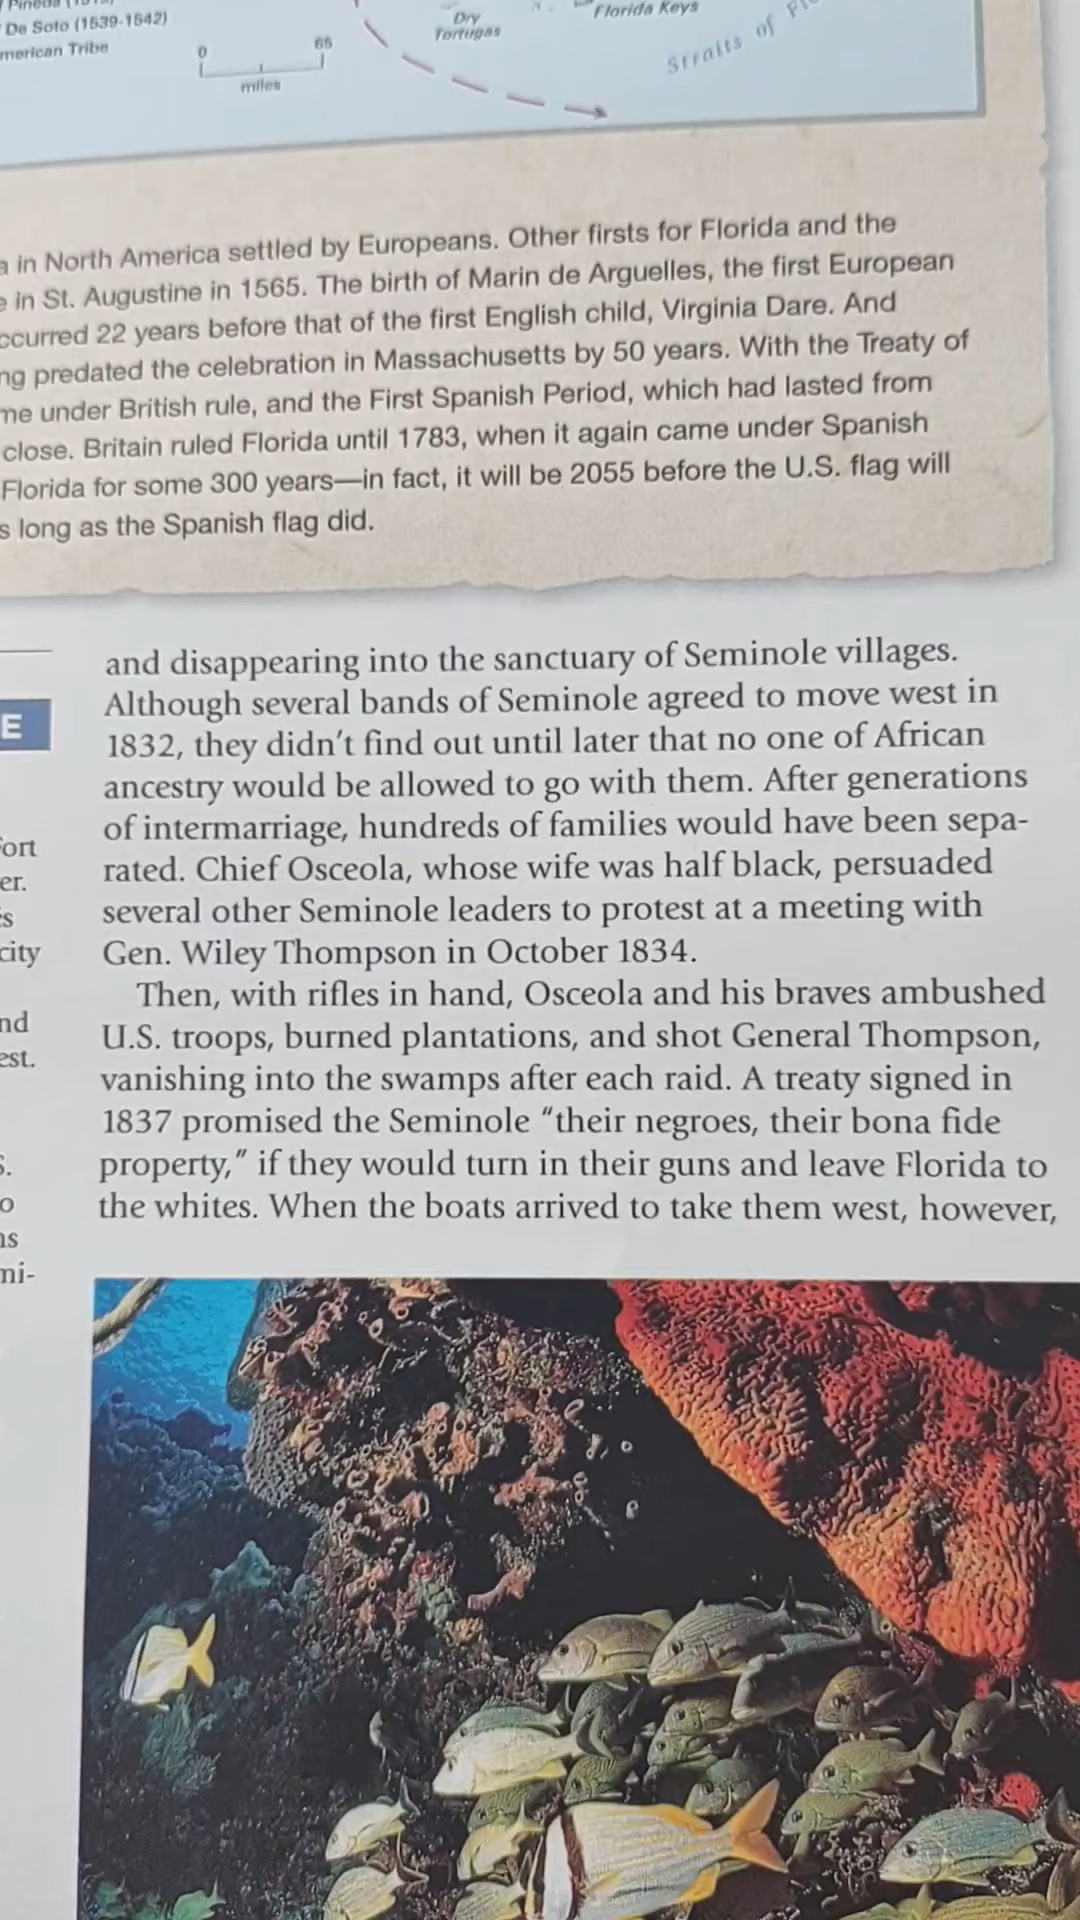 De Soto (1539-1542)
Tribe
0 65
miles
Dry
Tortugas
Florida Keys
Straits of
in North America settled by Europeans. Other firsts for Florida and the
in St. Augustine in 1565. The birth of Marin de Arguelles, the first European
22 years before that of the first English child, Virginia Dare. And
predated the celebration in Massachusetts by 50 years. With the Treaty of
under British rule, and the First Spanish Period, which had lasted from
close. Britain ruled Florida until 1783, when it again came under Spanish
Florida for some 300 years—in fact, it will be 2055 before the U.S. flag will
long as the Spanish flag did.
E
er.
city
and disappearing into the sanctuary of Seminole villages.
Although several bands of Seminole agreed to move west in
1832, they didn't find out until later that no one of African
ancestry would be allowed to go with them. After generations
of intermarriage, hundreds of families would have been sepa-
rated. Chief Osceola, whose wife was half black, persuaded
several other Seminole leaders to protest at a meeting with
Gen. Wiley Thompson in October 1834.
Then, with rifles in hand, Osceola and his braves ambushed
U.S. troops, burned plantations, and shot General Thompson,
vanishing into the swamps after each raid. A treaty signed in
1837 promised the Seminole "their negroes, their bona fide
property," if they would turn in their guns and leave Florida to
the whites. When the boats arrived to take them west, however,